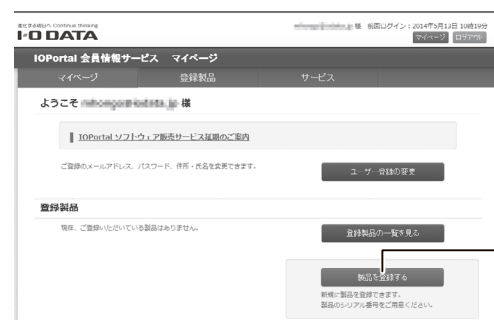 進化する明日へ Continue thinking
I-O DATA
様 前回ログイン：2014年5月13日 10時19分
マイページ ログアウト
IOPortal 会員情報サービス マイページ
マイページ 登録製品 サービス
ようこそ 様
IOPortal ソフトウェア販売サービス延期のご案内
ご登録のメールアドレス、パスワード、住所・氏名を変更できます。
ユーザー登録の変更
登録製品
現在、ご登録いただいている製品はありません。
登録製品の一覧を見る
製品を登録する
新規に製品を登録できます。
製品のシリアル番号をご用意ください。